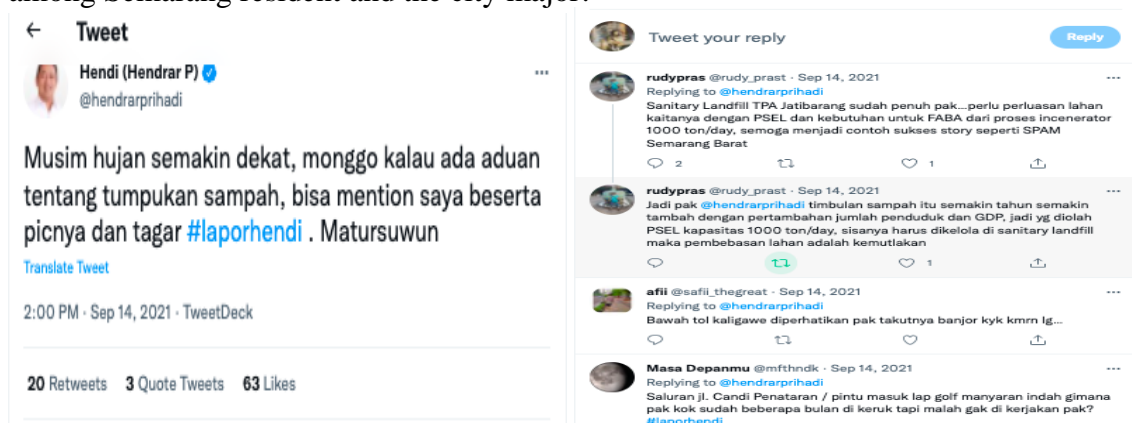 among Semarang resident and the city major.
Tweet
Hendi (Hendrar P)
@hendrarprihadi
Musim hujan semakin dekat, monggo kalau ada aduan
tentang tumpukan sampah, bisa mention saya beserta
picnya dan tagar #laporhendi . Matursuwun
Translate Tweet
2:00 PM · Sep 14, 2021 · TweetDeck
20 Retweets 3 Quote Tweets 63 Likes
Tweet your reply
Reply
rudypras @rudy_prast · Sep 14, 2021
Replying to @hendrarprihadi
Sanitary Landfill TPA Jatibarang sudah penuh pak...perlu perluasan lahan
kaitanya dengan PSEL dan kebutuhan untuk FABA dari proses incenerator
1000 ton/day, semoga menjadi contoh sukses story seperti SPAM
Semarang Barat
2 1
rudypras @rudy_prast · Sep 14, 2021
Jadi pak @hendrarprihadi timbulan sampah itu semakin tahun semakin
tambah dengan pertambahan jumlah penduduk dan GDP, jadi yg diolah
PSEL kapasitas 1000 ton/day, sisanya harus dikelola di sanitary landfill
maka pembebasan lahan adalah kemutlakan
1
afii @safii_thegreat · Sep 14, 2021
Replying to @hendrarprihadi
Bawah tol kaligawe diperhatikan pak takutnya banjor kyk kmrn lg...
Masa Depanmu @mfthndk · Sep 14, 2021
Replying to @hendrarprihadi
Saluran jl. Candi Penataran / pintu masuk lap golf manyaran indah gimana
pak kok sudah beberapa bulan di keruk tapi malah gak di kerjakan pak?
#laporhendi